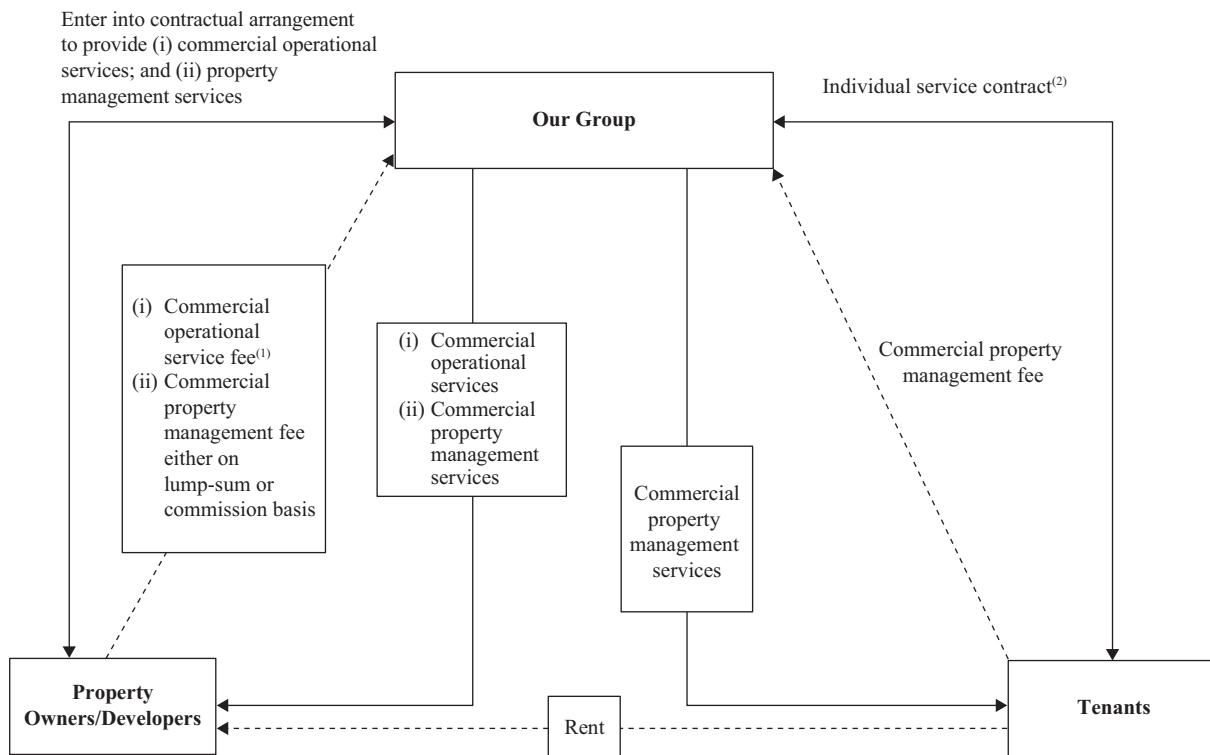 Enter into contractual arrangement
to provide (i) commercial operational
services; and (ii) property
management services
Our Group
Individual service contract(2)
(i) Commercial
operational
service fee(1)
(ii) Commercial
property
management fee
either on
lump-sum or
commission basis
(i) Commercial
operational
services
(ii) Commercial
property
management
services
Commercial
property
management
services
Commercial property
management fee
Property
Owners/Developers
Rent
Tenants